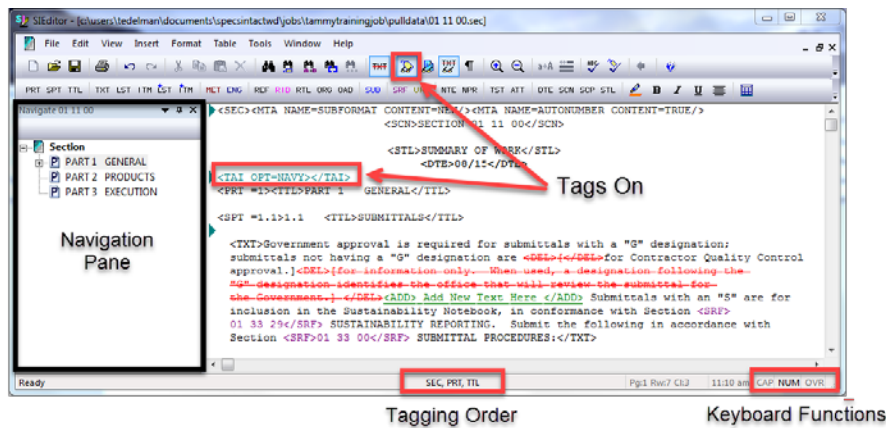 SIEditor - [c:\users\tedelman\documents\specsintactwd\jobs\tammytrainingjob\pulldata\01 11 00.sec]
File Edit View Insert Format Table Tools Window Help
PRT SPT TTL TXT LST ITM LST ITM MET ENG REF RID RTL ORG OAD SUB SRF NTE NPR TST ATT DTE SCN SCP STL B I U
Navigate 01 11 00
Section
PART 1 GENERAL
PART 2 PRODUCTS
PART 3 EXECUTION
Navigation
Pane
<SEC><MTA NAME=SUBFORMAT CONTENT=NEW/><MTA NAME=AUTONUMBER CONTENT=TRUE/>
<SCN>SECTION 01 11 00</SCN>
<STL>SUMMARY OF WORK</STL>
<DTE>08/15</DTE>
<TAI OPT=NAVY></TAI>
<PRT =1><TTL>PART 1 GENERAL</TTL>
Tags On
<SPT =1.1>1.1 <TTL>SUBMITTALS</TTL>
<TXT>Government approval is required for submittals with a "G" designation;
submittals not having a "G" designation are <DEL>[</DEL>for Contractor Quality Control
approval.]<DEL>[for information only. When used, a designation following the
"G" designation identifies the office that will review the submittal for
the Government.] </DEL><ADD> Add New Text Here </ADD> Submittals with an "S" are for
inclusion in the Sustainability Notebook, in conformance with Section <SRF>
01 33 29</SRF> SUSTAINABILITY REPORTING. Submit the following in accordance with
Section <SRF>01 33 00</SRF> SUBMITTAL PROCEDURES:</TXT>
Ready SEC, PRT, TTL Pg:1 Rw:7 Cl:3 11:10 am CAP NUM OVR
Tagging Order Keyboard Functions